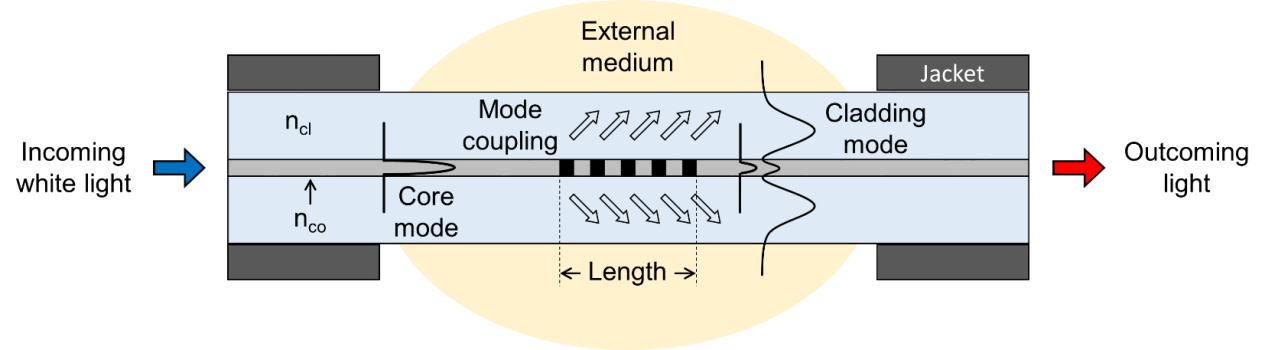 External
medium
Jacket
Mode
coupling
Cladding
mode
n_cl
Incoming
white light
Outcoming
light
n_co
Core
mode
Length